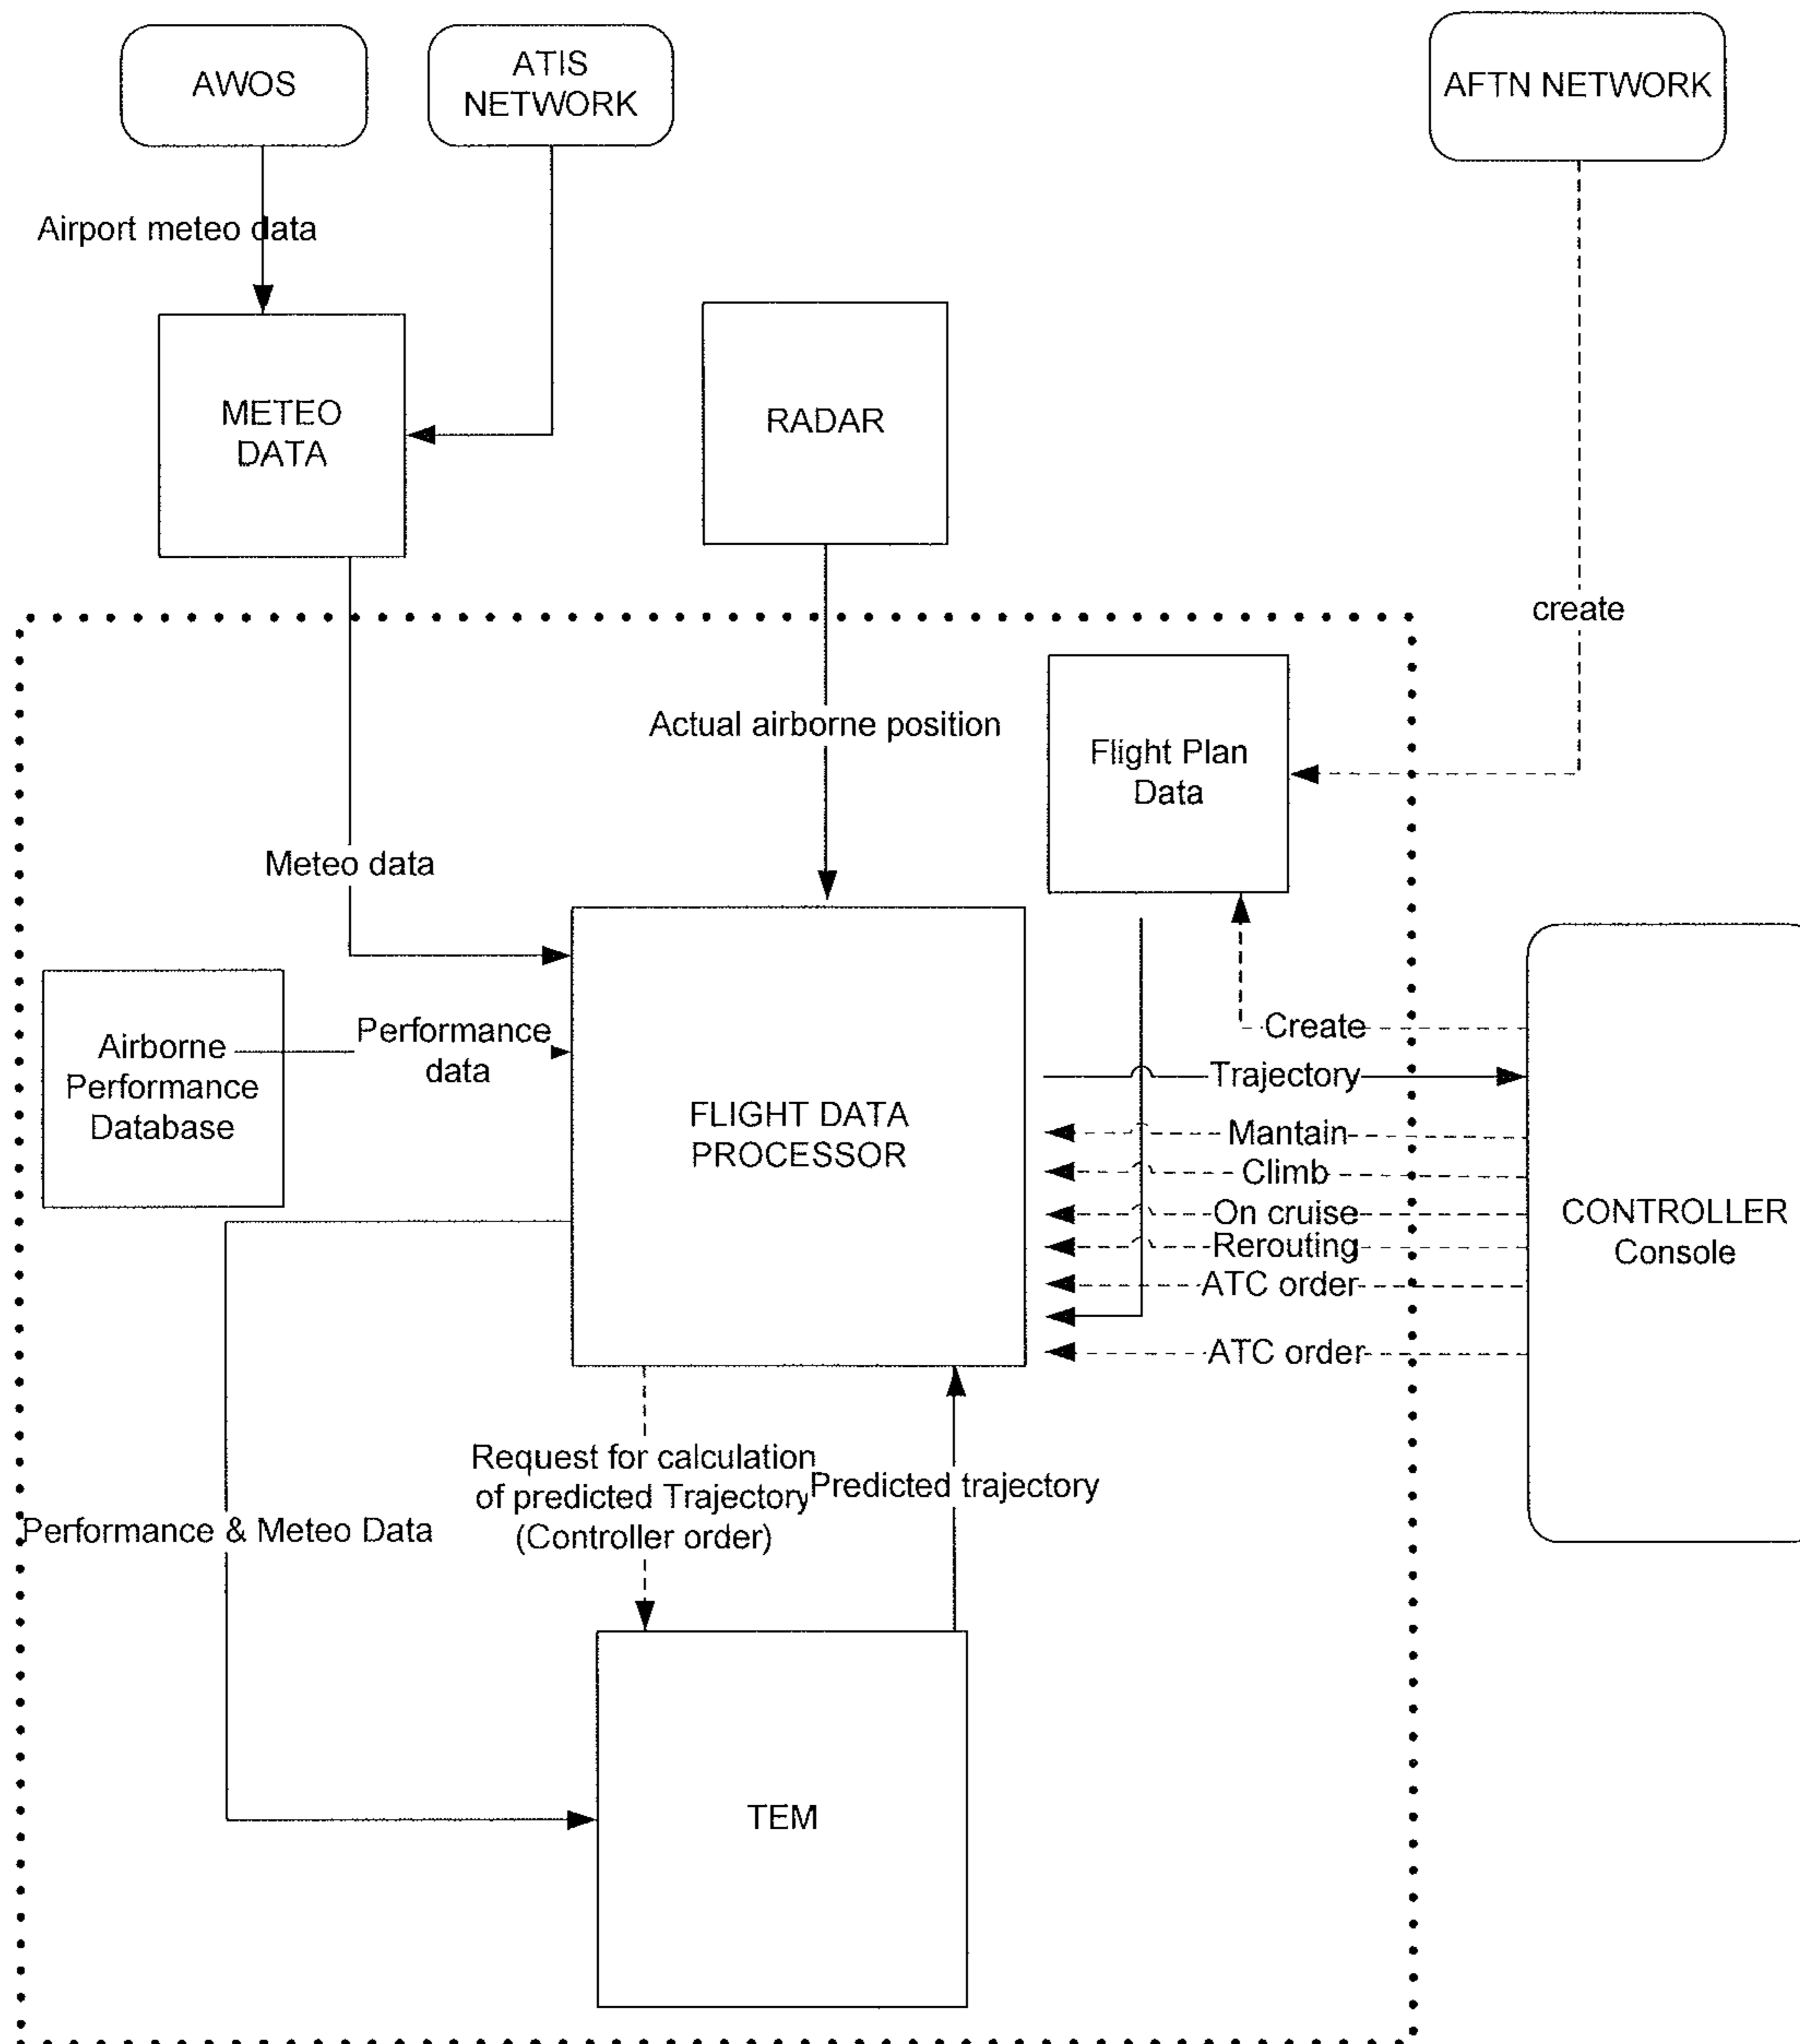 AWOS
ATIS
NETWORK
AFTN NETWORK
Airport meteo data
METEO
DATA
RADAR
create
Actual airborne position
Flight Plan
Data
Meteo data
Airborne
Performance
Database
Performance
data
FLIGHT DATA
PROCESSOR
Create
Trajectory
Mantain
Climb
On cruise
Rerouting
ATC order
ATC order
CONTROLLER
Console
Request for calculation
of predicted Trajectory
(Controller order)
Predicted trajectory
Performance & Meteo Data
TEM